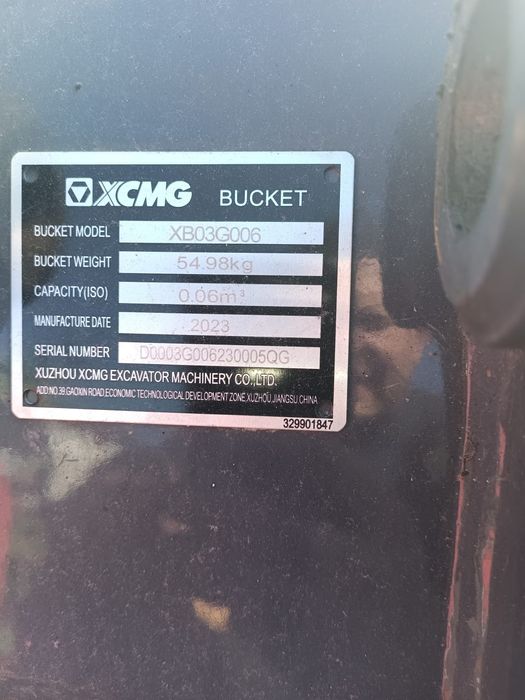 XCMG BUCKET
BUCKET MODEL XB03G006
BUCKET WEIGHT 54.98kg
CAPACITY(ISO) 0.06m³
MANUFACTURE DATE 2023
SERIAL NUMBER D0003G006230005QG
XUZHOU XCMG EXCAVATOR MACHINERY CO.,LTD.
ADD:NO.39,GAOXIN ROAD,ECONOMIC TECHNOLOGICAL DEVELOPMENT ZONE,XUZHOU,JIANGSU,CHINA
329901847